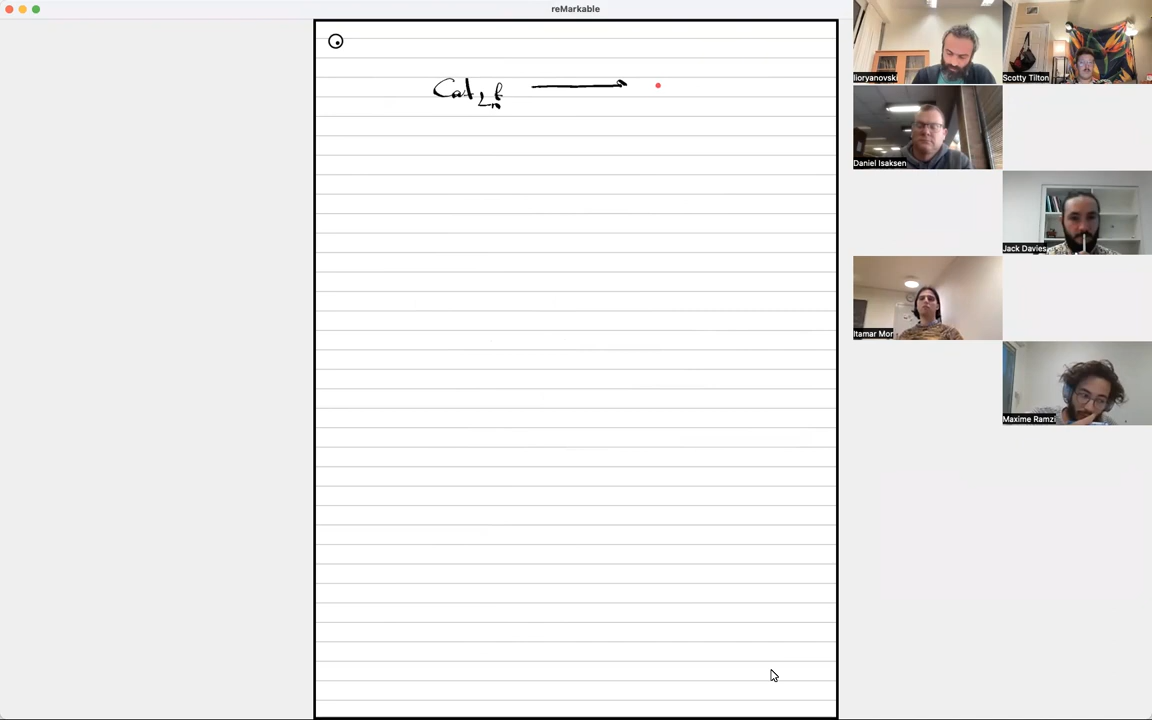 reMarkable
Cat
lioryanovski
Scotty Tilton
Daniel Isaksen
Jack Davies
Itamar Mor
Maxime Ramzi